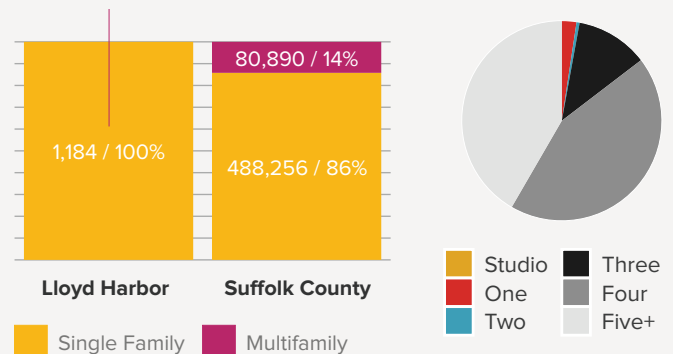 80,890 / 14%
1,184 / 100%
488,256 / 86%
Lloyd Harbor
Suffolk County
Single Family
Multifamily
Studio
One
Two
Three
Four
Five+